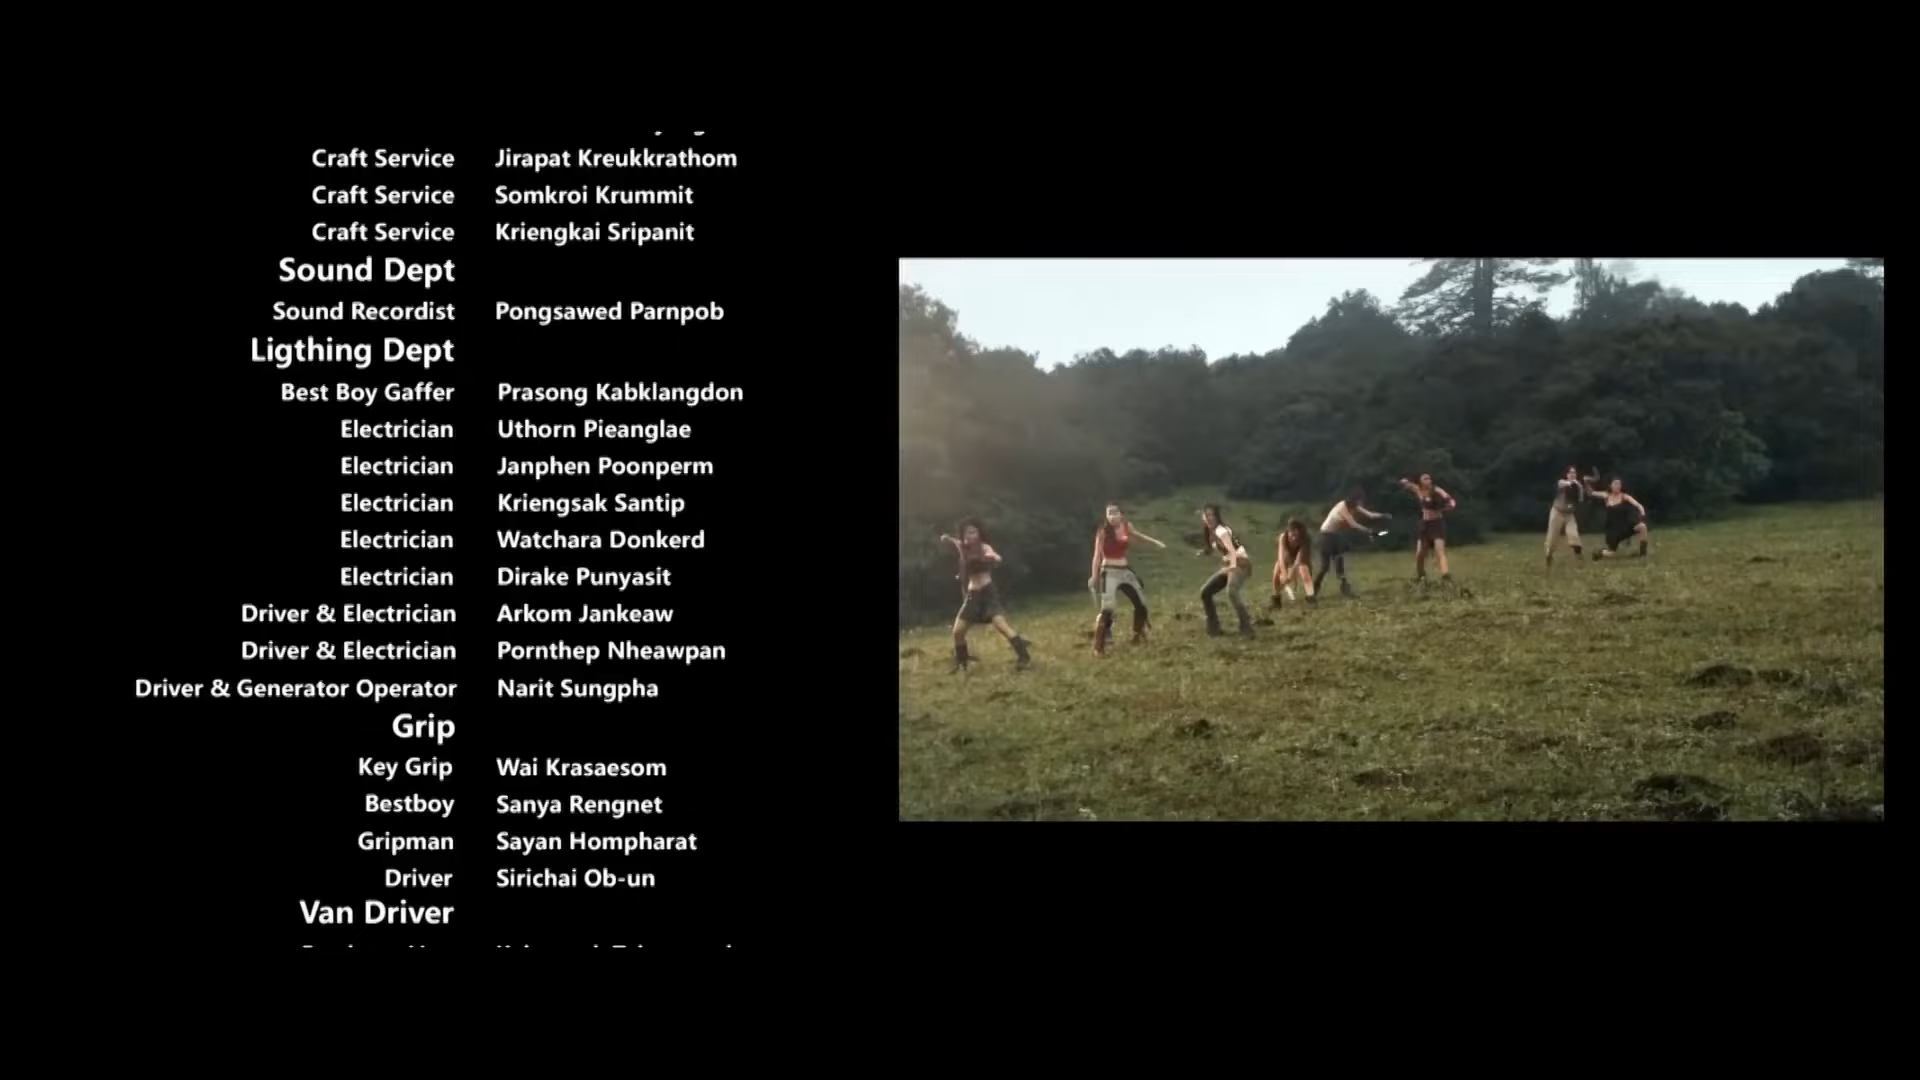 Craft Service Jirapat Kreukkrathom
Craft Service Somkroi Krummit
Craft Service Kriengkai Sripanit
Sound Dept
Sound Recordist Pongsawed Parnpob
Ligthing Dept
Best Boy Gaffer Prasong Kabklangdon
Electrician Uthorn Pieanglae
Electrician Janphen Poonperm
Electrician Kriengsak Santip
Electrician Watchara Donkerd
Electrician Dirake Punyasit
Driver & Electrician Arkom Jankeaw
Driver & Electrician Pornthep Nheawpan
Driver & Generator Operator Narit Sungpha
Grip
Key Grip Wai Krasaesom
Bestboy Sanya Rengnet
Gripman Sayan Hompharat
Driver Sirichai Ob-un
Van Driver